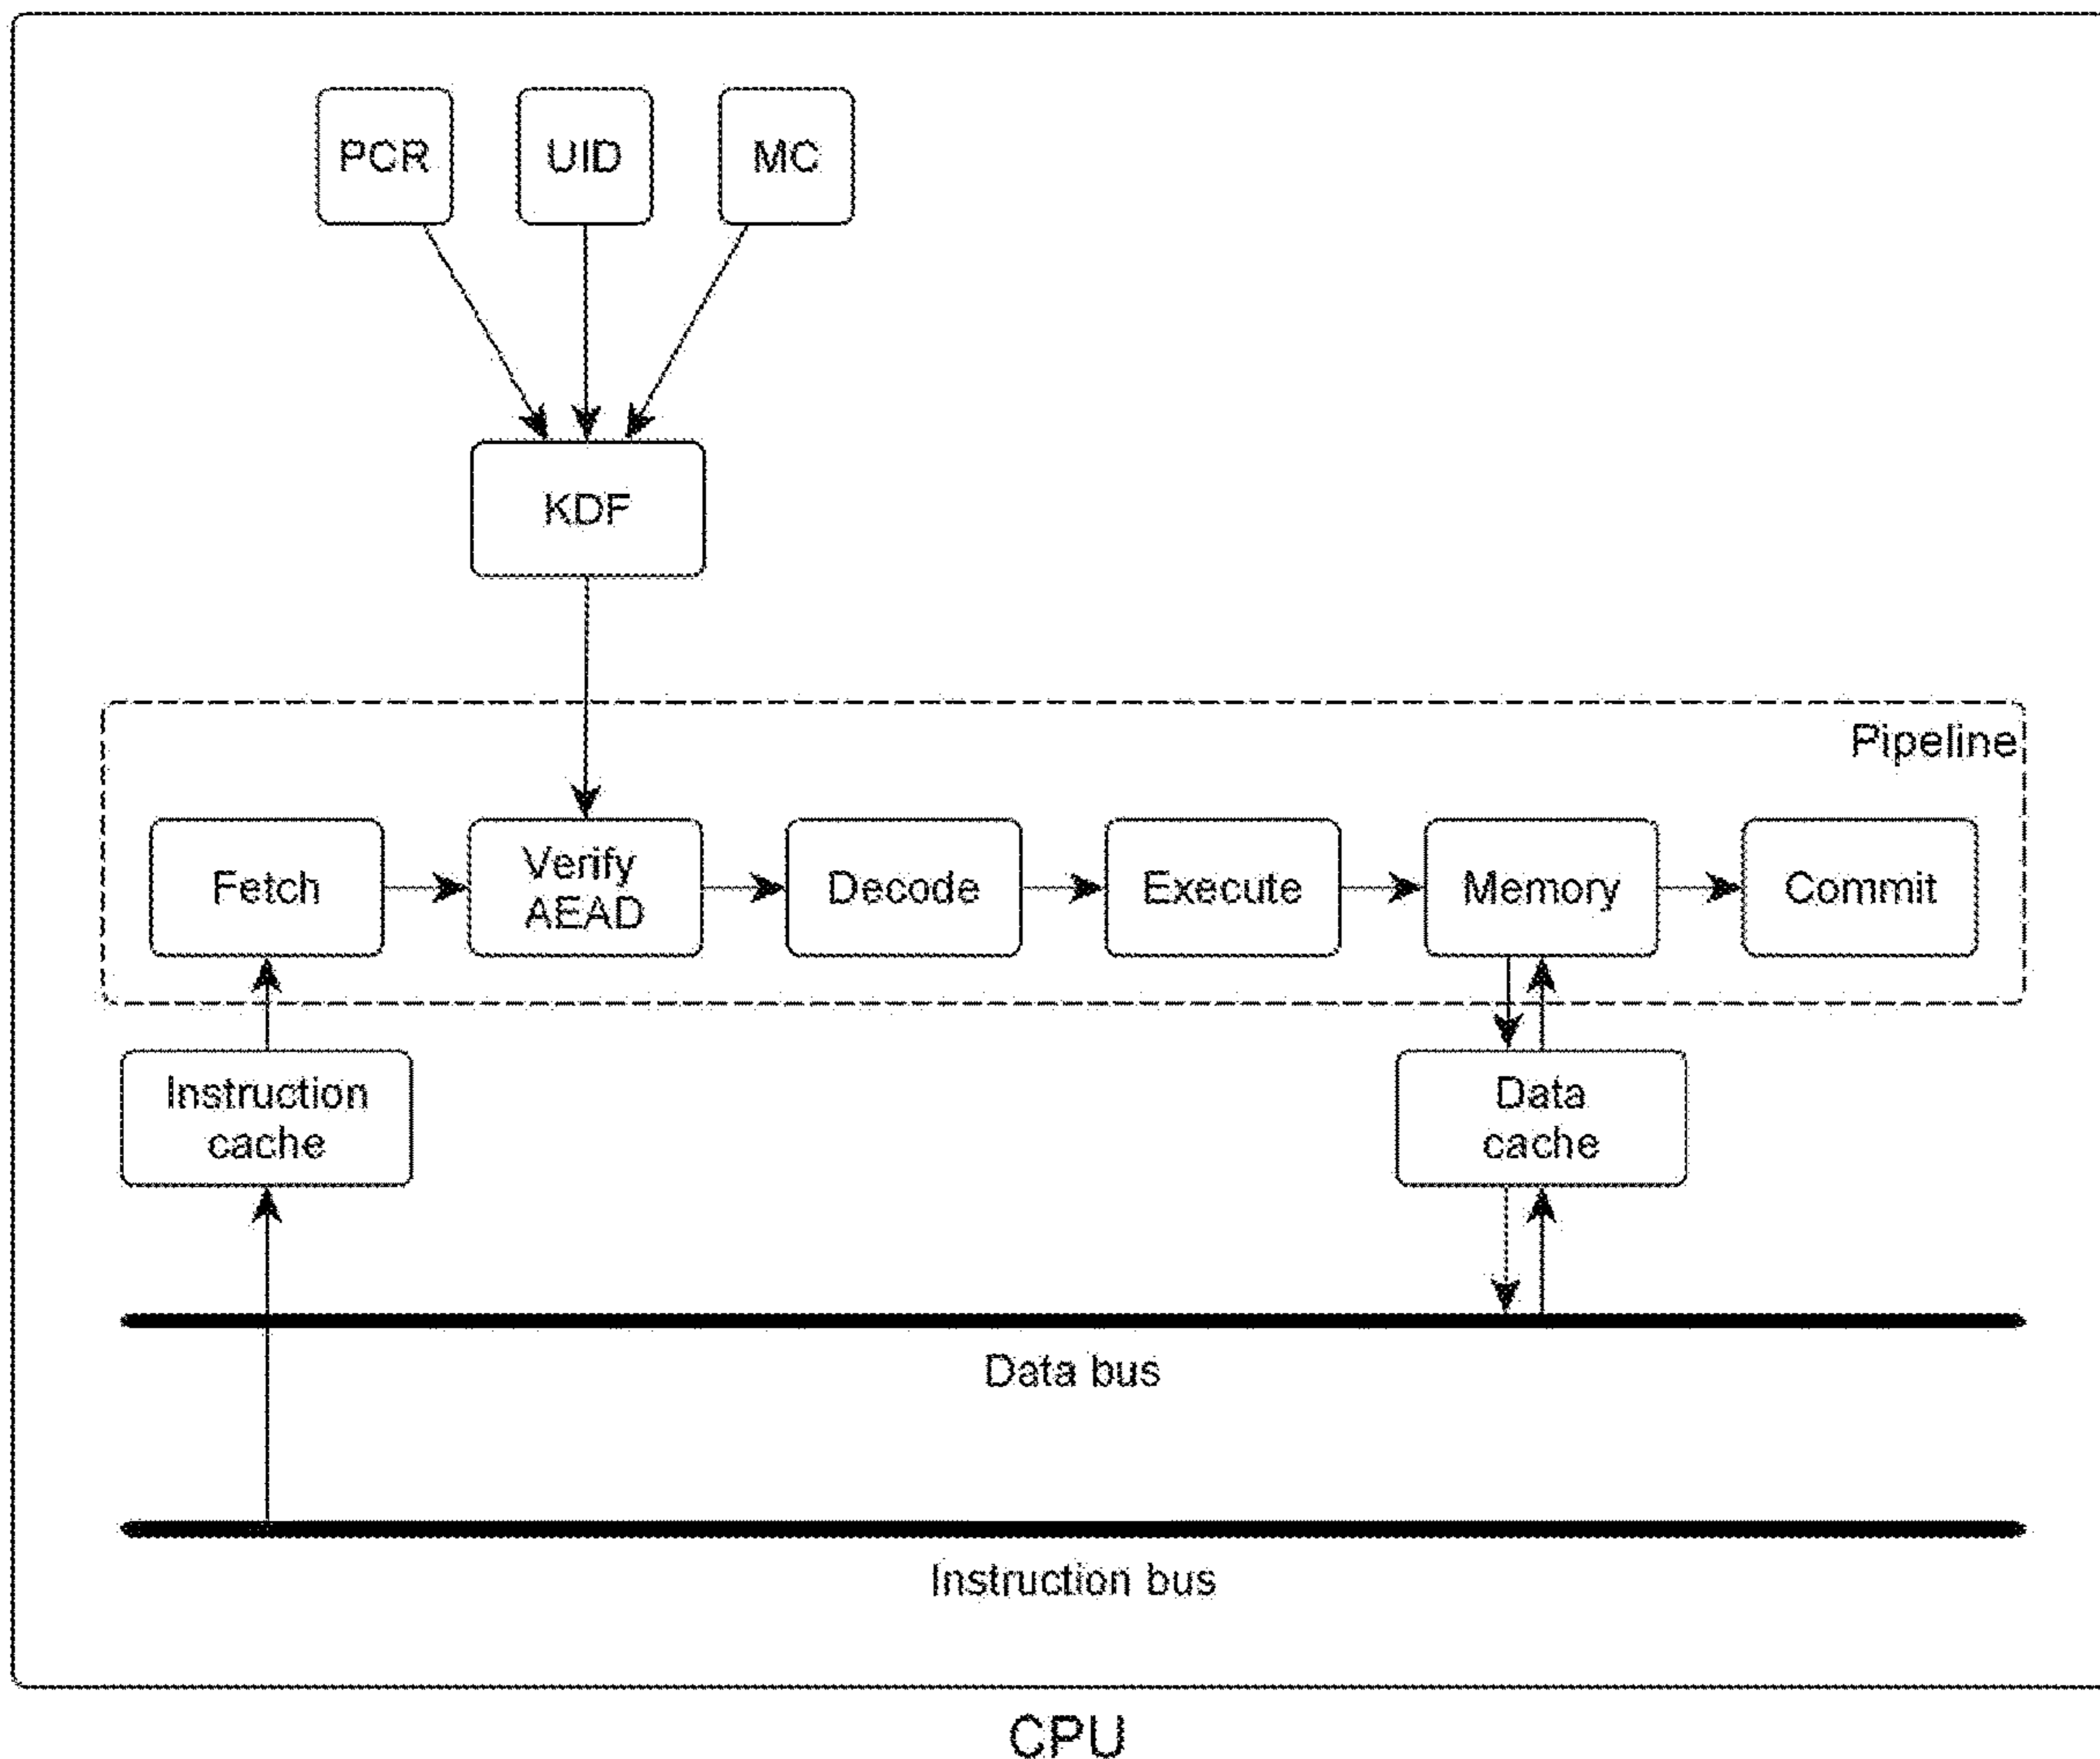 PCR
UID
MC
KDF
Pipeline
Fetch
Verify
AEAD
Decode
Execute
Memory
Commit
Instruction
cache
Data
cache
Data bus
Instruction bus
CPU